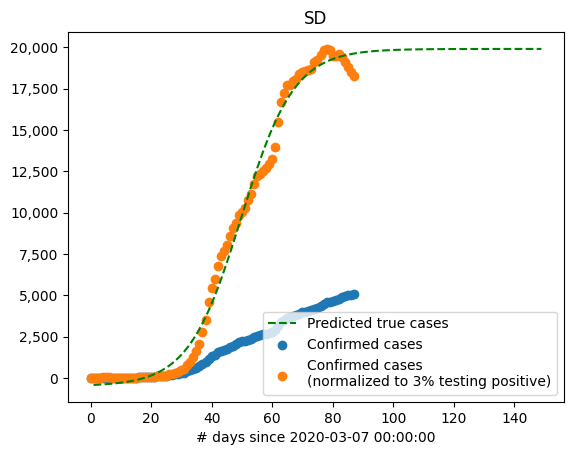 SD
20,000
17,500
15,000
12,500
10,000
7,500
5,000
2,500
0
Predicted true cases
Confirmed cases
Confirmed cases
(normalized to 3% testing positive)
0 20 40 60 80 100 120 140
# days since 2020-03-07 00:00:00